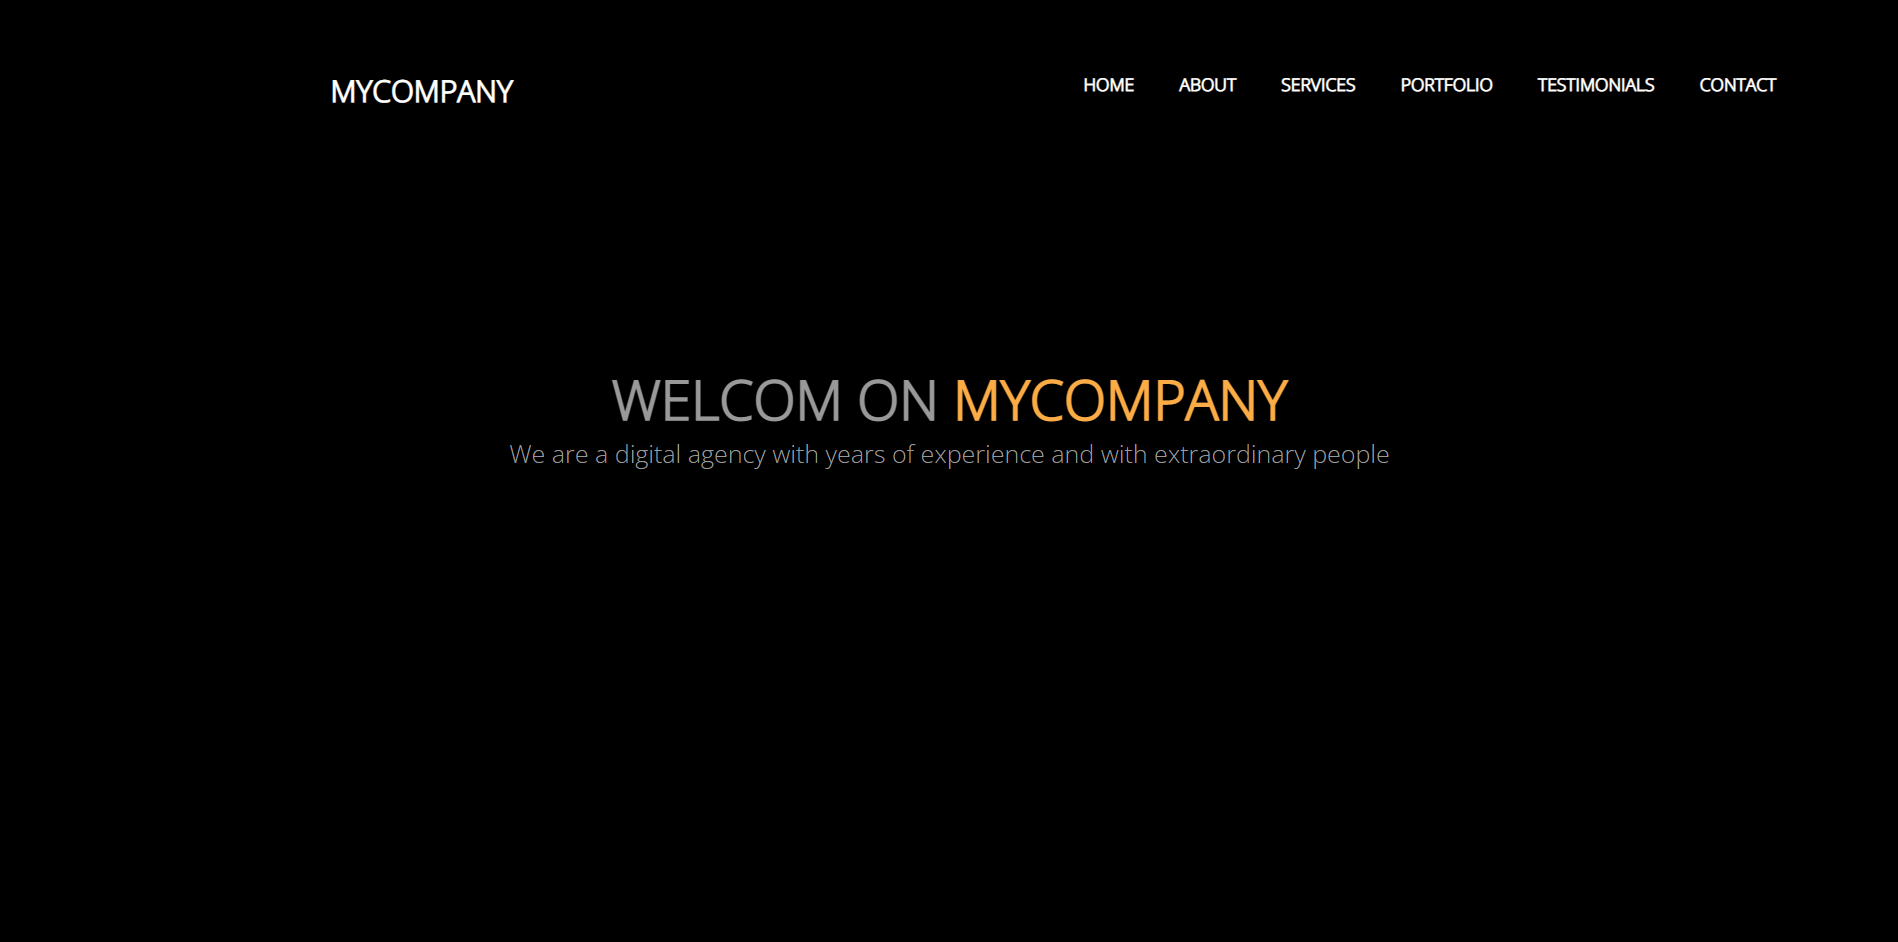 MYCOMPANY
HOME ABOUT SERVICES PORTFOLIO TESTIMONIALS CONTACT
WELCOM ON MYCOMPANY
We are a digital agency with years of experience and with extraordinary people